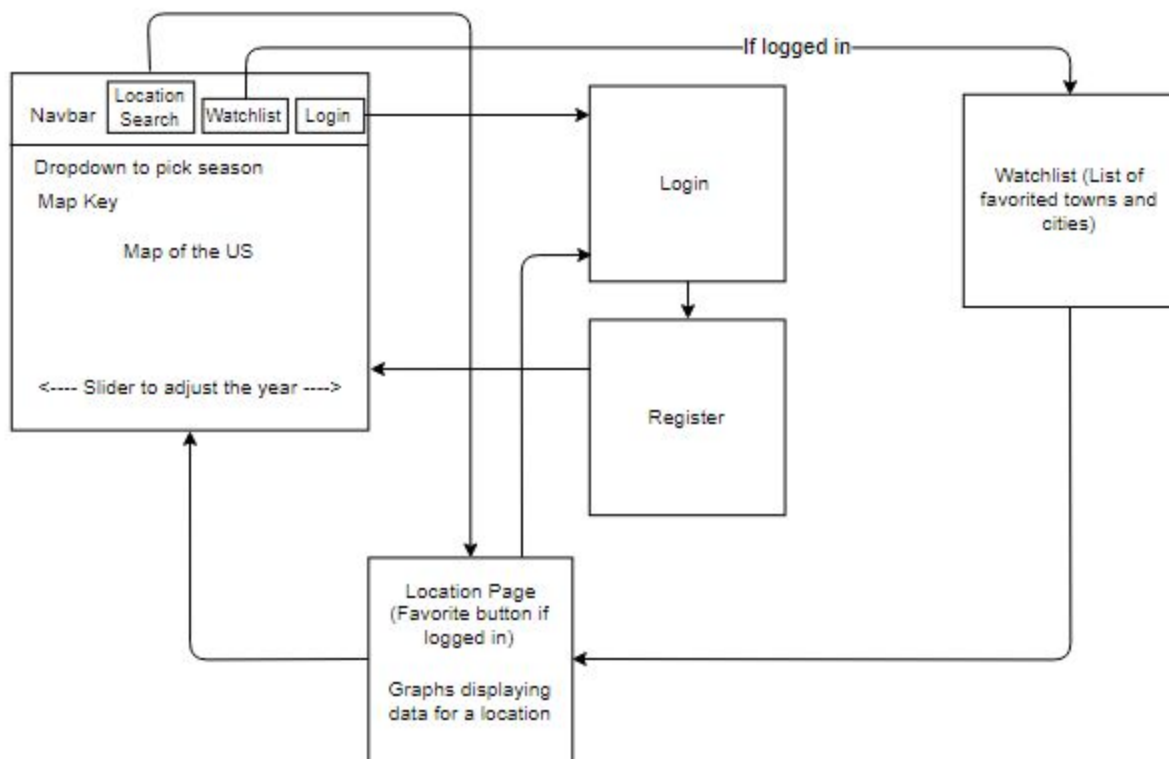 If logged in
Navbar
Location
Search
Watchlist
Login
Dropdown to pick season
Map Key
Map of the US
<---- Slider to adjust the year ---->
Login
Register
Watchlist (List of
favorited towns and
cities)
Location Page
(Favorite button if
logged in)
Graphs displaying
data for a location